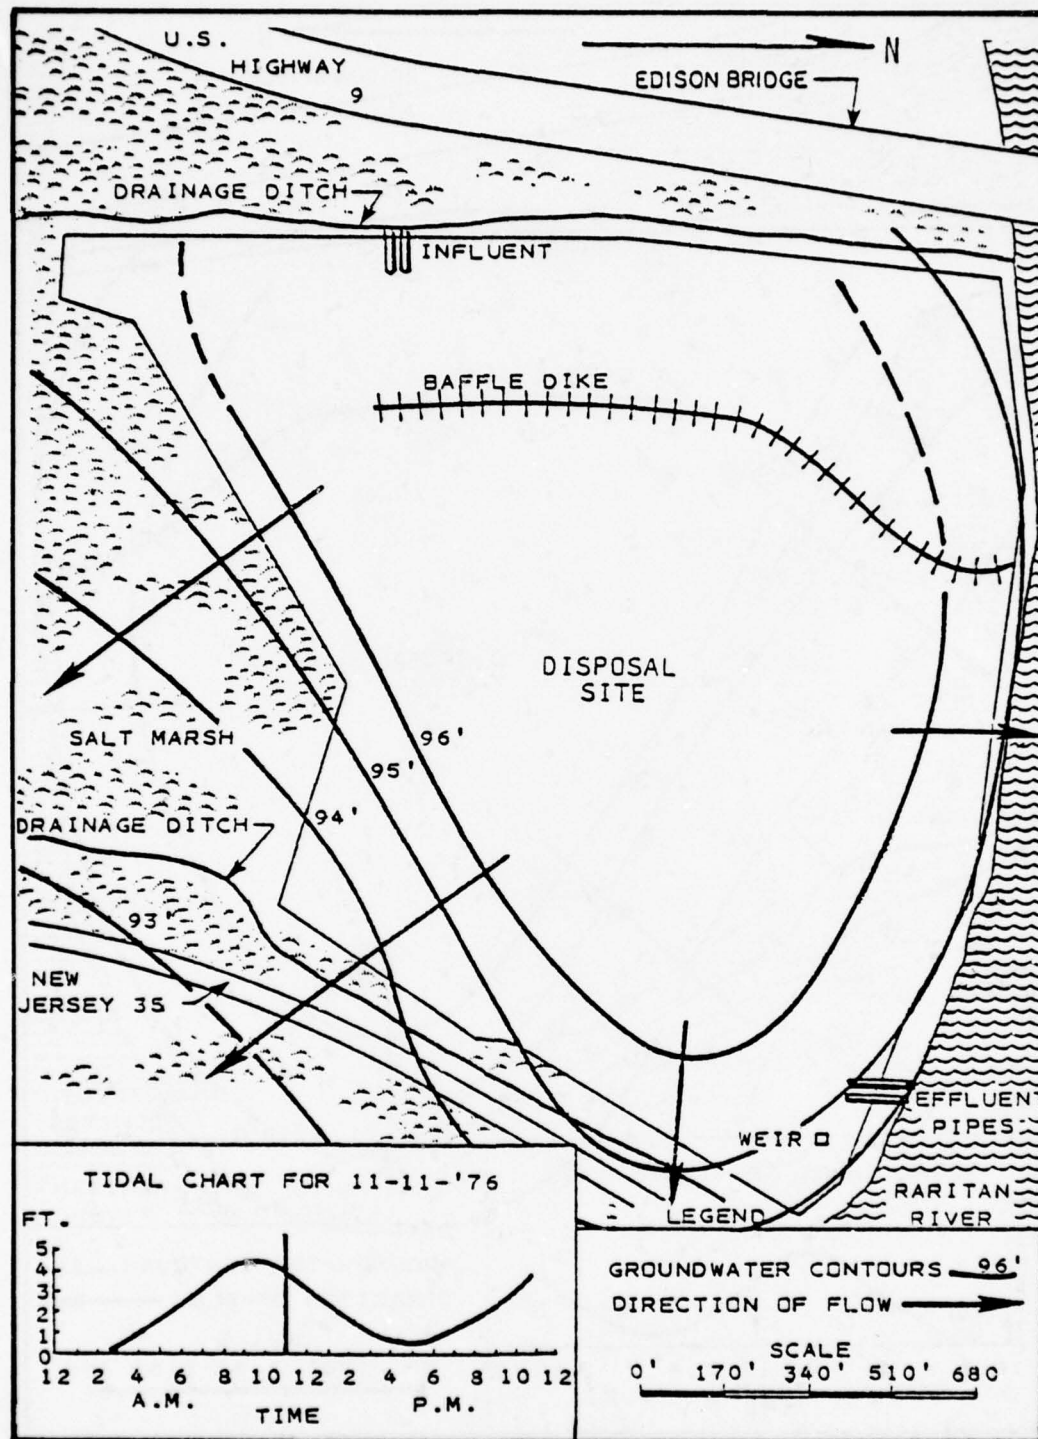 U.S.
HIGHWAY
9
N
EDISON BRIDGE
DRAINAGE DITCH
INFLUENT
BAFFLE DIKE
DISPOSAL
SITE
SALT MARSH
96'
95'
94'
DRAINAGE DITCH
93'
NEW
JERSEY 35
EFFLUENT
PIPES
WEIR
RARITAN
RIVER
TIDAL CHART FOR 11-11-'76
FT.
5
4
3
2
1
0
12 2 4 6 8 10 12 2 4 6 8 10 12
A.M. P.M.
TIME
LEGEND
GROUNDWATER CONTOURS 96'
DIRECTION OF FLOW
SCALE
0' 170' 340' 510' 680'